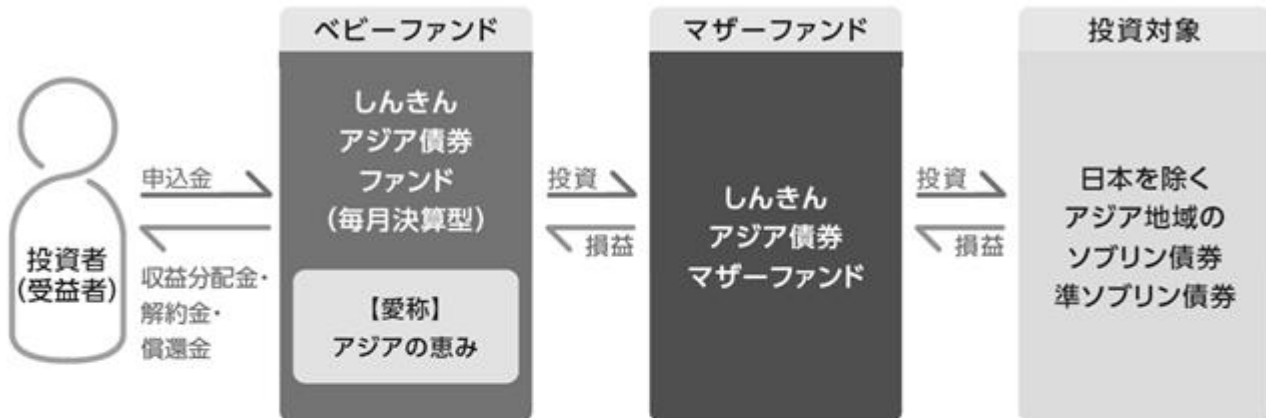 ベビーファンド
マザーファンド
投資対象
しんきん
アジア債券
ファンド
（毎月決算型）
【愛称】
アジアの恵み
申込金
収益分配金・
解約金・
償還金
投資者
（受益者）
投資
損益
しんきん
アジア債券
マザーファンド
投資
損益
日本を除く
アジア地域の
ソブリン債券
準ソブリン債券